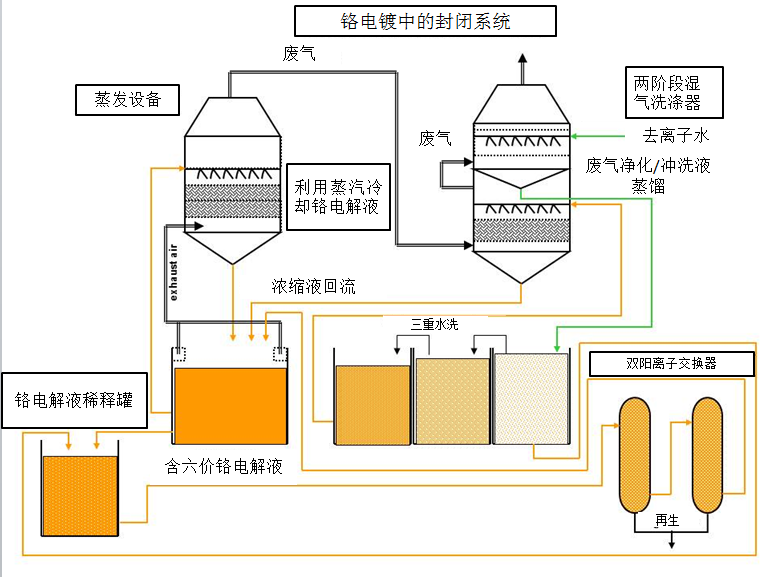 铬电镀中的封闭系统
废气
蒸发设备
两阶段湿
气洗涤器
废气
去离子水
废气净化/冲洗液
蒸馏
利用蒸汽冷
却铬电解液
exhaust air
浓缩液回流
三重水洗
双阳离子交换器
铬电解液稀释罐
含六价铬电解液
再生